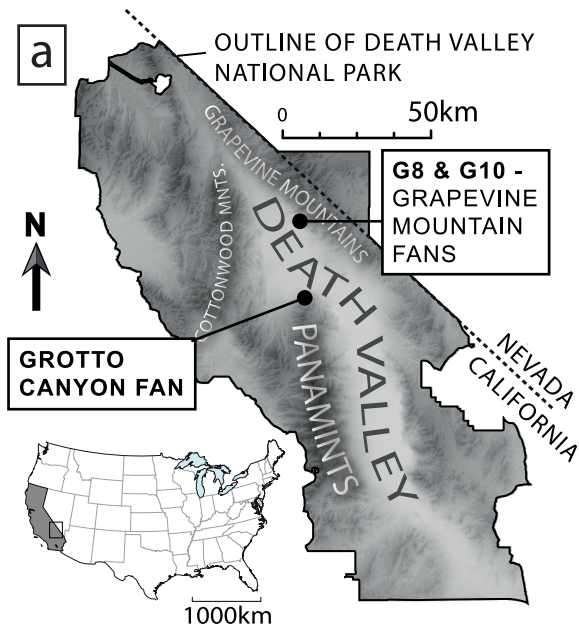 a
OUTLINE OF DEATH VALLEY
NATIONAL PARK
0 50km
GRAPEVINE MOUNTAINS
G8 & G10 -
GRAPEVINE
MOUNTAIN
FANS
COTTONWOOD MNTS.
N
DEATH VALLEY
GROTTO
CANYON FAN
PANAMINTS
NEVADA
CALIFORNIA
1000km